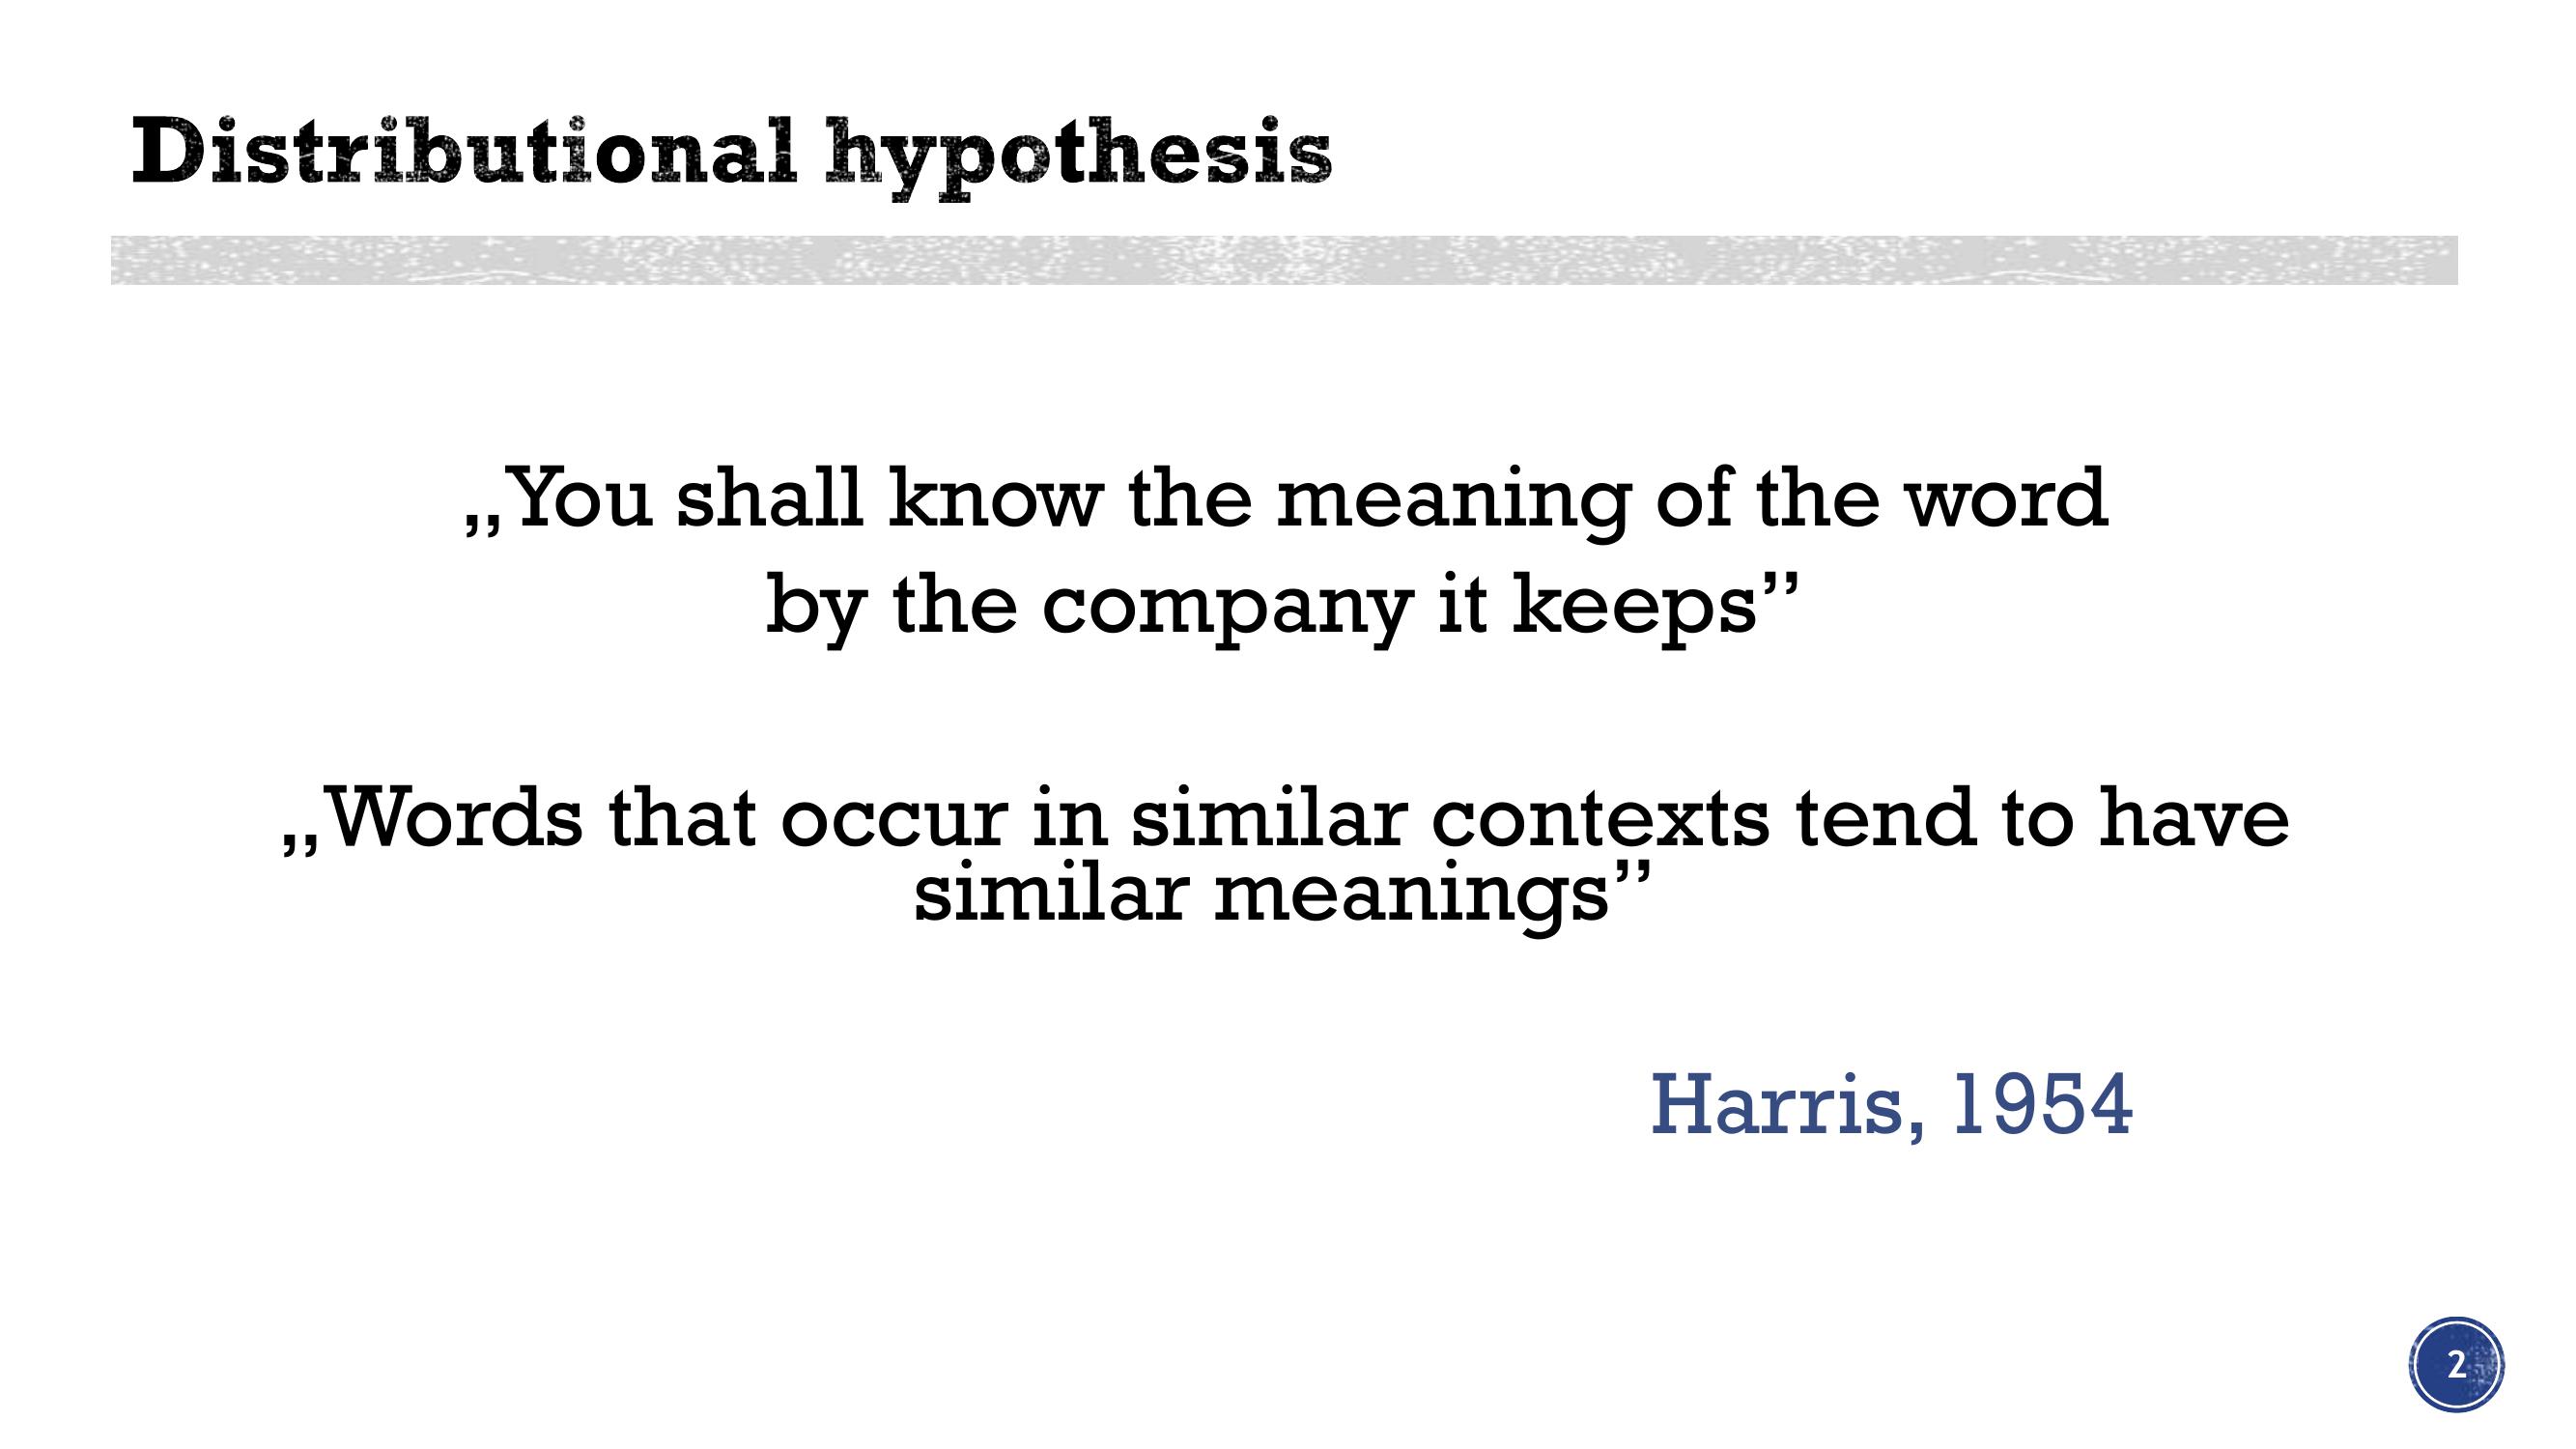 Distributional hypothesis
„You shall know the meaning of the word
by the company it keeps”
„Words that occur in similar contexts tend to have
similar meanings”
Harris, 1954
2